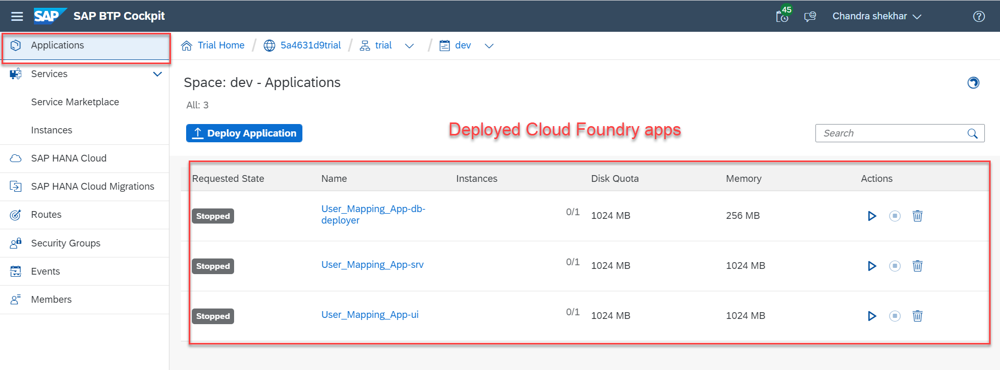 SAP SAP BTP Cockpit 45 Chandra shekhar
Applications
Services
Service Marketplace
Instances
SAP HANA Cloud
SAP HANA Cloud Migrations
Routes
Security Groups
Events
Members
Trial Home / 5a4631d9trial / trial / dev
Space: dev - Applications
All: 3
Deploy Application
Deployed Cloud Foundry apps
Search
Requested State Name Instances Disk Quota Memory Actions
Stopped User_Mapping_App-db-
deployer 0/1 1024 MB 256 MB
Stopped User_Mapping_App-srv 0/1 1024 MB 1024 MB
Stopped User_Mapping_App-ui 0/1 1024 MB 1024 MB